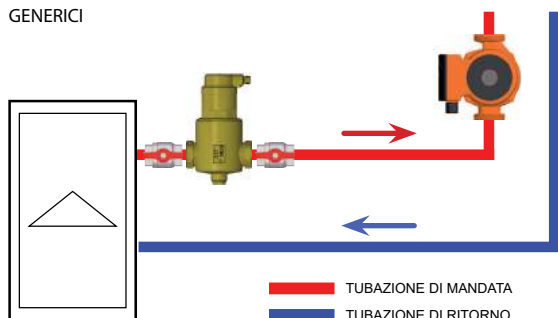 GENERICI
TUBAZIONE DI MANDATA
TUBAZIONE DI RITORNO